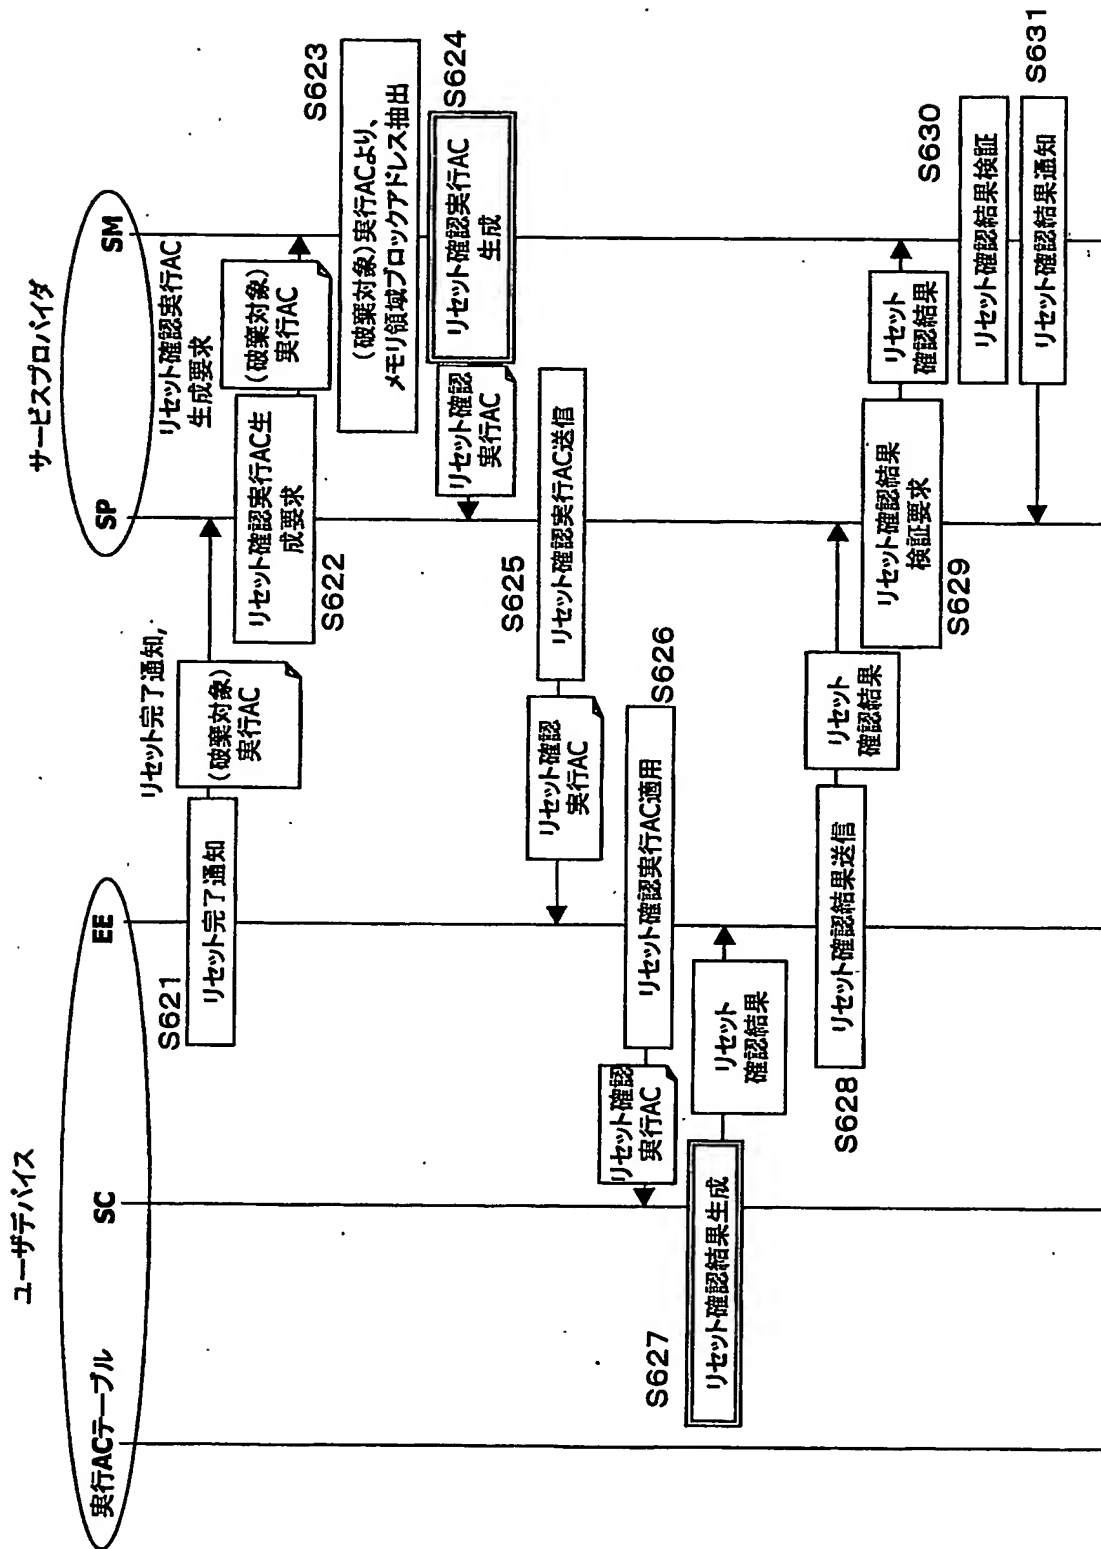 ユーザデバイス
サービスプロバイダ
実行ACテーブル
SC
EE
SP
SM
S621
リセット完了通知
リセット完了通知,
(破棄対象)
実行AC
リセット確認実行AC生
成要求
S622
リセット確認実行AC
生成要求
(破棄対象)
実行AC
S623
(破棄対象)実行ACより、
メモリ領域ブロックアドレス抽出
S624
リセット確認実行AC
生成
リセット確認
実行AC
S625
リセット確認実行AC送信
リセット確認
実行AC
S626
リセット確認実行AC適用
リセット確認
実行AC
S627
リセット確認結果生成
リセット
確認結果
S628
リセット確認結果送信
リセット
確認結果
リセット確認結果
検証要求
S629
リセット
確認結果
S630
リセット確認結果検証
S631
リセット確認結果通知